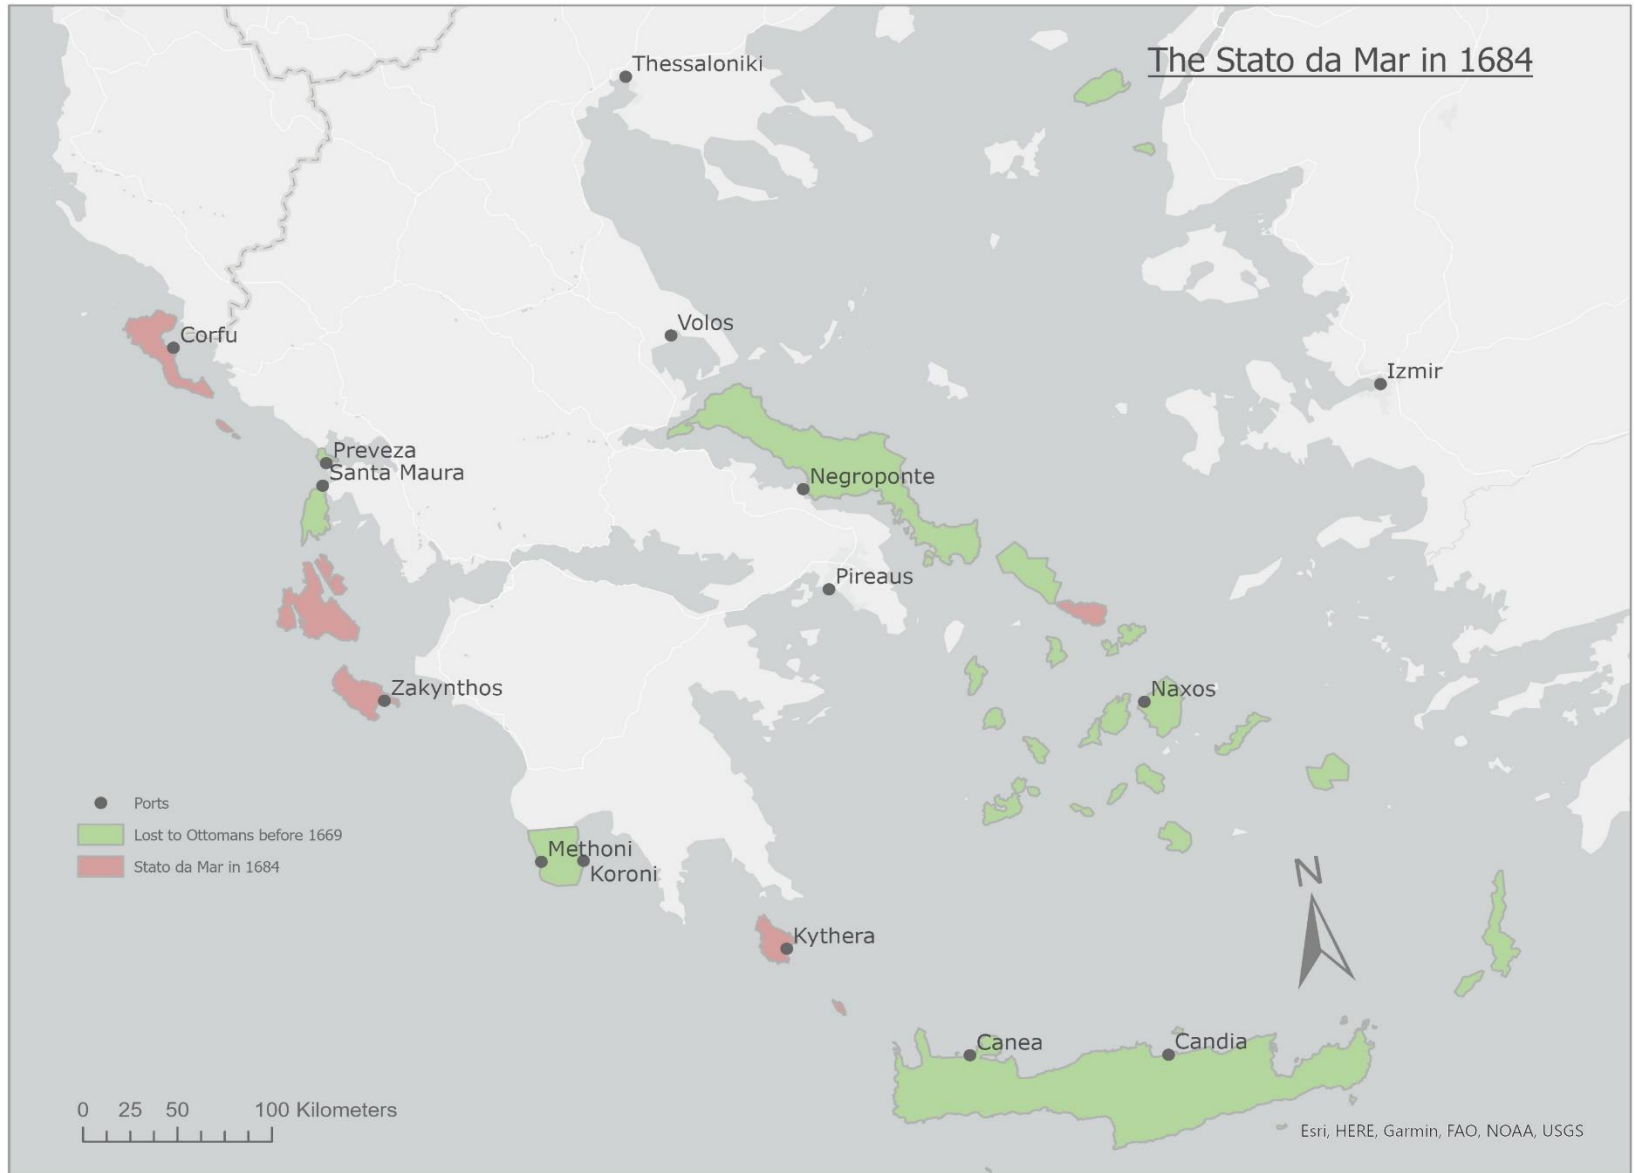 The Stato da Mar in 1684
Thessaloniki
Corfu
Volos
Izmir
Preveza
Santa Maura
Negroponte
Pireaus
Zakynthos
Naxos
Ports
Lost to Ottomans before 1669
Stato da Mar in 1684
Methoni
Koroni
N
Kythera
Canea
Candia
0 25 50 100 Kilometers
Esri, HERE, Garmin, FAO, NOAA, USGS